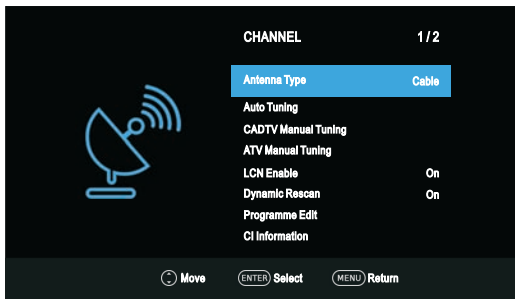 CHANNEL 1/2
Antenna Type Cable
Auto Tuning
CADTV Manual Tuning
ATV Manual Tuning
LCN Enable On
Dynamic Rescan On
Programme Edit
CI Information
Move ENTER Select MENU Return